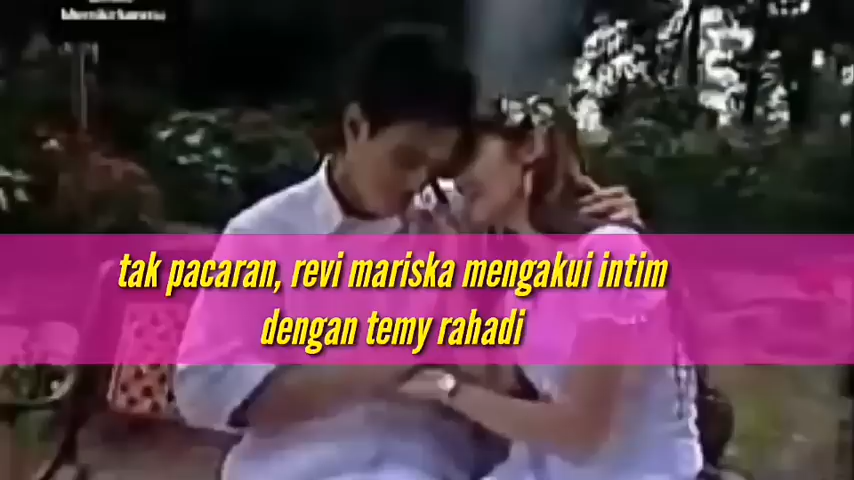 tak pacaran, revi mariska mengakui intim
dengan temy rahadi